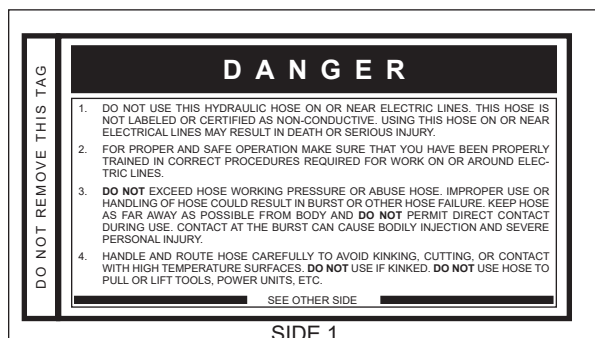 DO NOT REMOVE THIS TAG
DANGER
1. DO NOT USE THIS HYDRAULIC HOSE ON OR NEAR ELECTRIC LINES. THIS HOSE IS
NOT LABELED OR CERTIFIED AS NON-CONDUCTIVE. USING THIS HOSE ON OR NEAR
ELECTRICAL LINES MAY RESULT IN DEATH OR SERIOUS INJURY.
2. FOR PROPER AND SAFE OPERATION MAKE SURE THAT YOU HAVE BEEN PROPERLY
TRAINED IN CORRECT PROCEDURES REQUIRED FOR WORK ON OR AROUND ELEC-
TRIC LINES.
3. DO NOT EXCEED HOSE WORKING PRESSURE OR ABUSE HOSE. IMPROPER USE OR
HANDLING OF HOSE COULD RESULT IN BURST OR OTHER HOSE FAILURE. KEEP HOSE
AS FAR AWAY AS POSSIBLE FROM BODY AND DO NOT PERMIT DIRECT CONTACT
DURING USE. CONTACT AT THE BURST CAN CAUSE BODILY INJECTION AND SEVERE
PERSONAL INJURY.
4. HANDLE AND ROUTE HOSE CAREFULLY TO AVOID KINKING, CUTTING, OR CONTACT
WITH HIGH TEMPERATURE SURFACES. DO NOT USE IF KINKED. DO NOT USE HOSE TO
PULL OR LIFT TOOLS, POWER UNITS, ETC.
SEE OTHER SIDE
SIDE 1